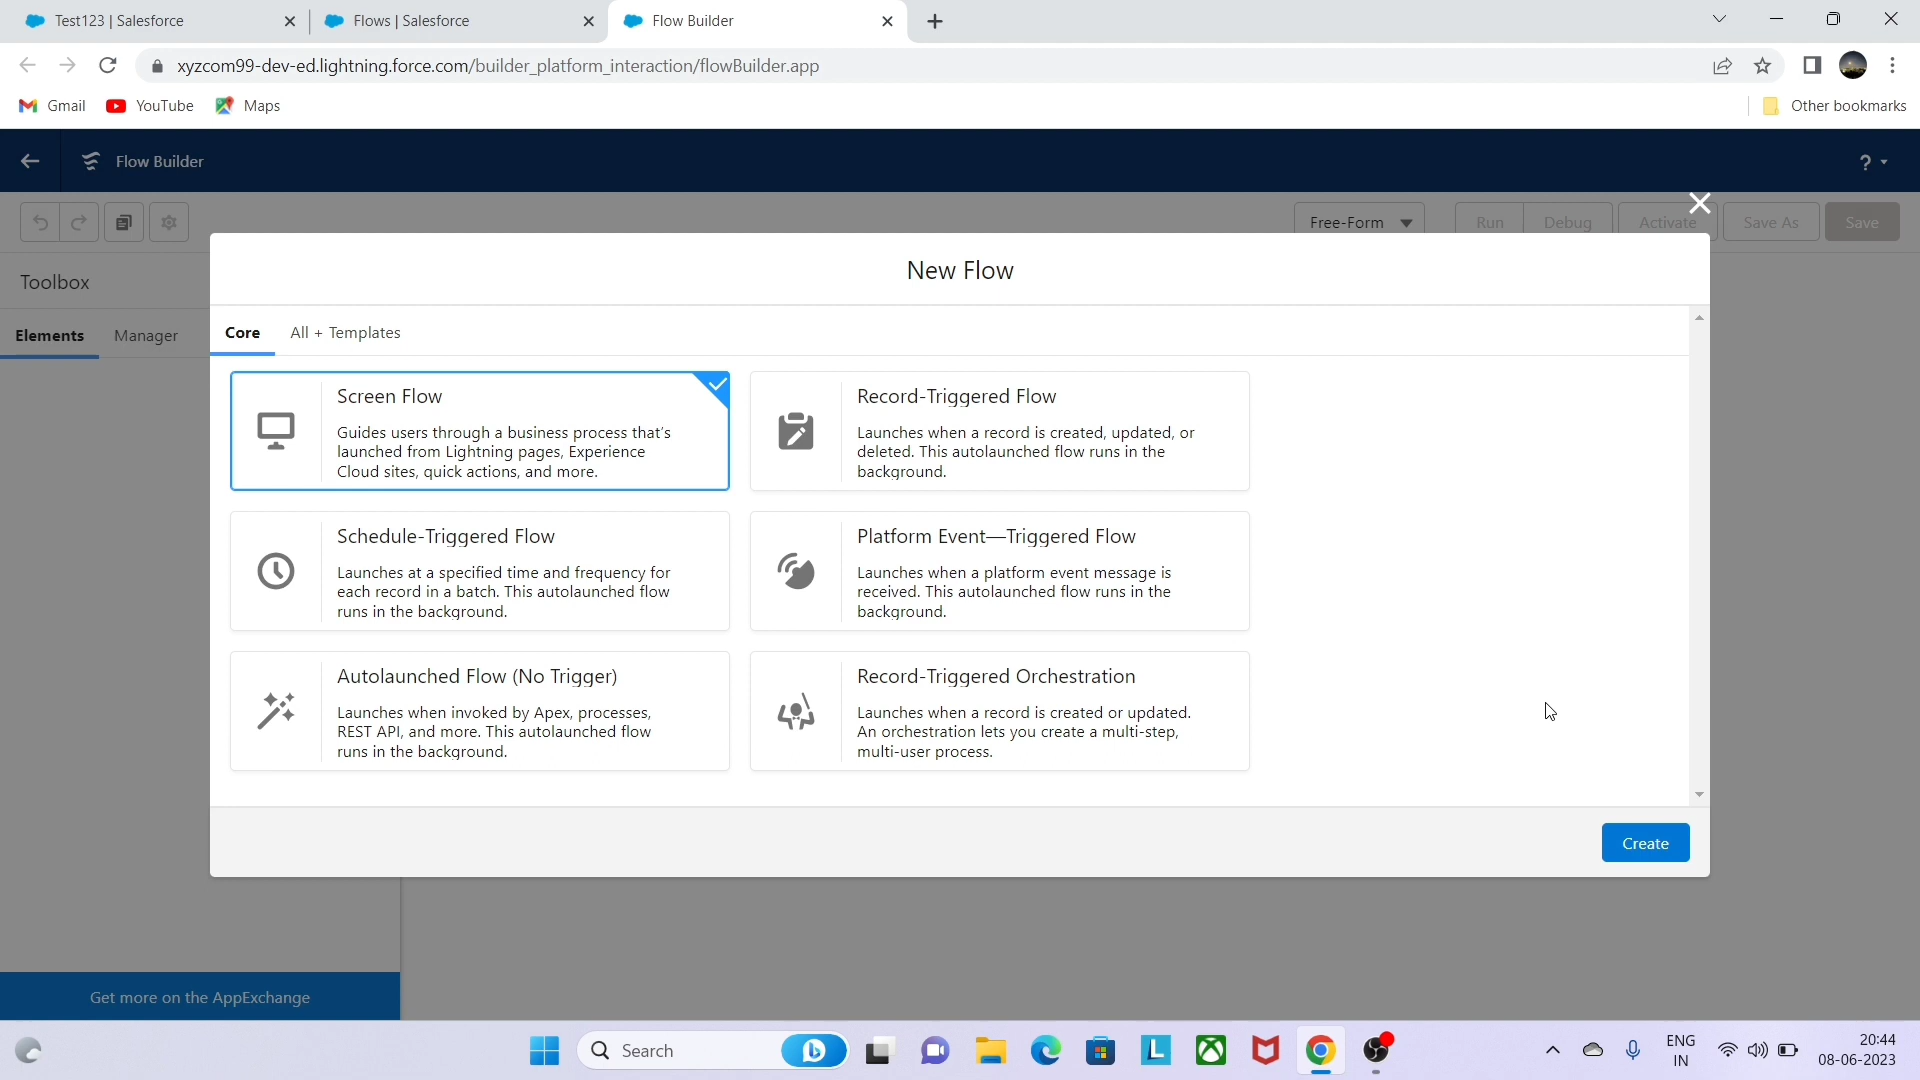 Test123 | Salesforce
Flows | Salesforce
Flow Builder
xyzcom99-dev-ed.lightning.force.com/builder_platform_interaction/flowBuilder.app
Gmail
YouTube
Maps
Other bookmarks
Flow Builder
?
Free-Form
Run
Debug
Activate
Save As
Save
Toolbox
Elements
Manager
New Flow
Core
All + Templates
Screen Flow
Guides users through a business process that's
launched from Lightning pages, Experience
Cloud sites, quick actions, and more.
Record-Triggered Flow
Launches when a record is created, updated, or
deleted. This autolaunched flow runs in the
background.
Schedule-Triggered Flow
Launches at a specified time and frequency for
each record in a batch. This autolaunched flow
runs in the background.
Platform Event—Triggered Flow
Launches when a platform event message is
received. This autolaunched flow runs in the
background.
Autolaunched Flow (No Trigger)
Launches when invoked by Apex, processes,
REST API, and more. This autolaunched flow
runs in the background.
Record-Triggered Orchestration
Launches when a record is created or updated.
An orchestration lets you create a multi-step,
multi-user process.
Create
Get more on the AppExchange
Search
L
ENG
IN
20:44
08-06-2023